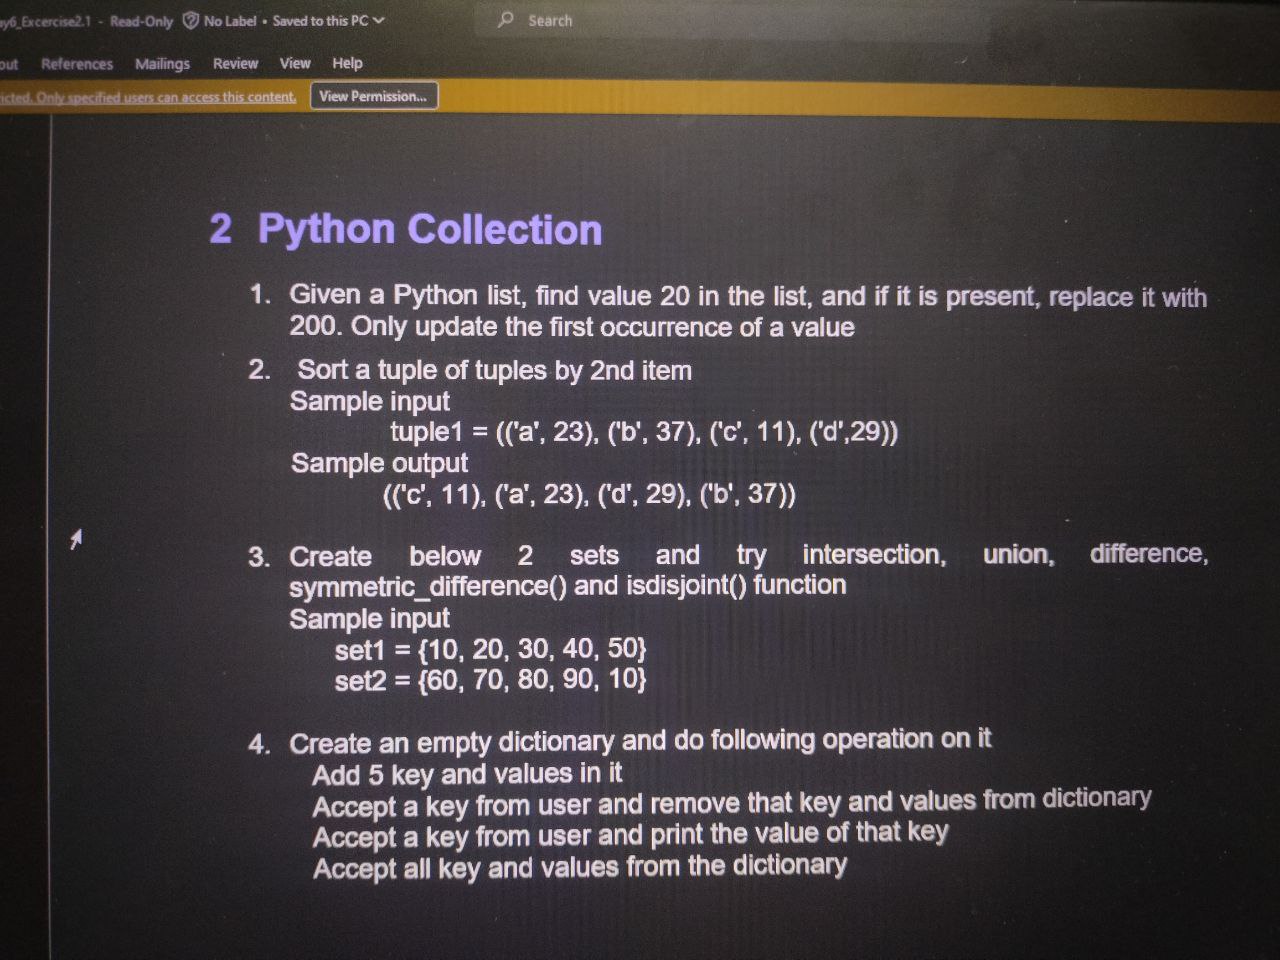 ay6_Excercise2.1 - Read-Only No Label • Saved to this PC Search
out References Mailings Review View Help
icted. Only specified users can access this content. View Permission...
2 Python Collection
1. Given a Python list, find value 20 in the list, and if it is present, replace it with
200. Only update the first occurrence of a value
2. Sort a tuple of tuples by 2nd item
Sample input
tuple1 = (('a', 23), ('b', 37), ('c', 11), ('d',29))
Sample output
(('c', 11), ('a', 23), ('d', 29), ('b', 37))
3. Create below 2 sets and try intersection, union, difference,
symmetric_difference() and isdisjoint() function
Sample input
set1 = {10, 20, 30, 40, 50}
set2 = {60, 70, 80, 90, 10}
4. Create an empty dictionary and do following operation on it
Add 5 key and values in it
Accept a key from user and remove that key and values from dictionary
Accept a key from user and print the value of that key
Accept all key and values from the dictionary